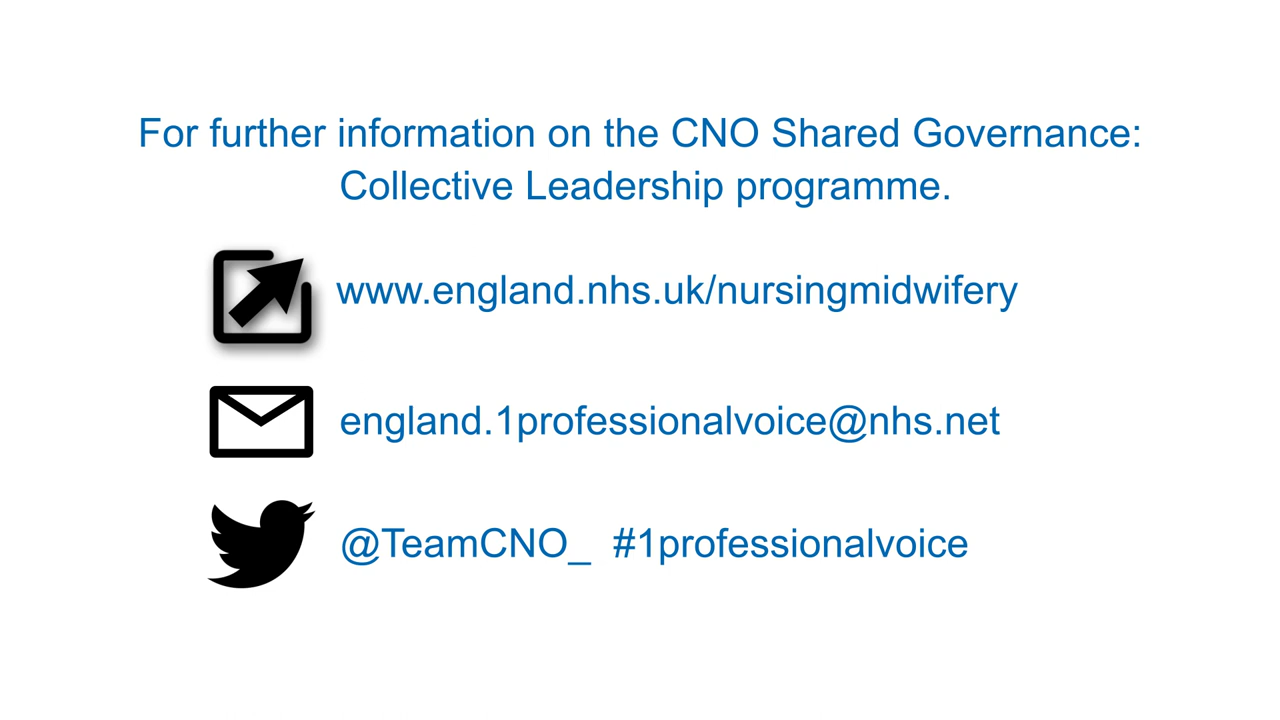 For further information on the CNO Shared Governance:
Collective Leadership programme.
www.england.nhs.uk/nursingmidwifery
england.1professionalvoice@nhs.net
@TeamCNO_ #1professionalvoice